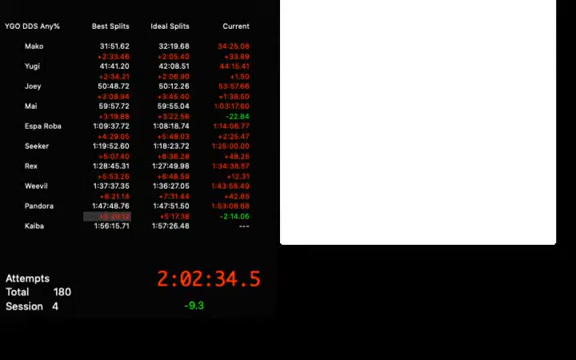 YGO DDS Any% Best Splits Ideal Splits Current
Mako 31:51.62 32:19.68 34:25.08
+2:33.46 +2:05.40 +33.89
Yugi 41:41.20 42:08.51 44:15.41
+2:34.21 +2:06.90 +1.50
Joey 50:48.72 50:12.26 53:57.66
+2:08.94 +3:45.40 +1:38.50
Mai 59:57.72 59:55.04 1:03:17.60
+3:19.88 +3:22.56 -22.84
Espa Roba 1:09:37.72 1:08:18.74 1:14:06.77
+4:29.05 +5:48.03 +2:25.47
Seeker 1:19:52.60 1:18:23.72 1:25:00.00
+5:07.40 +6:36.28 +48.25
Rex 1:28:45.31 1:27:49.98 1:34:38.57
+5:53.26 +6:48.59 +12.31
Weevil 1:37:37.35 1:36:27.05 1:43:58.49
+6:21.14 +7:31.44 +42.85
Pandora 1:47:48.76 1:47:51.50 1:53:08.88
+5:17.38 -2:14.06
Kaiba 1:56:15.71 1:57:26.48 ---
Attempts 2:02:34.5
Total 180
Session 4 -9.3